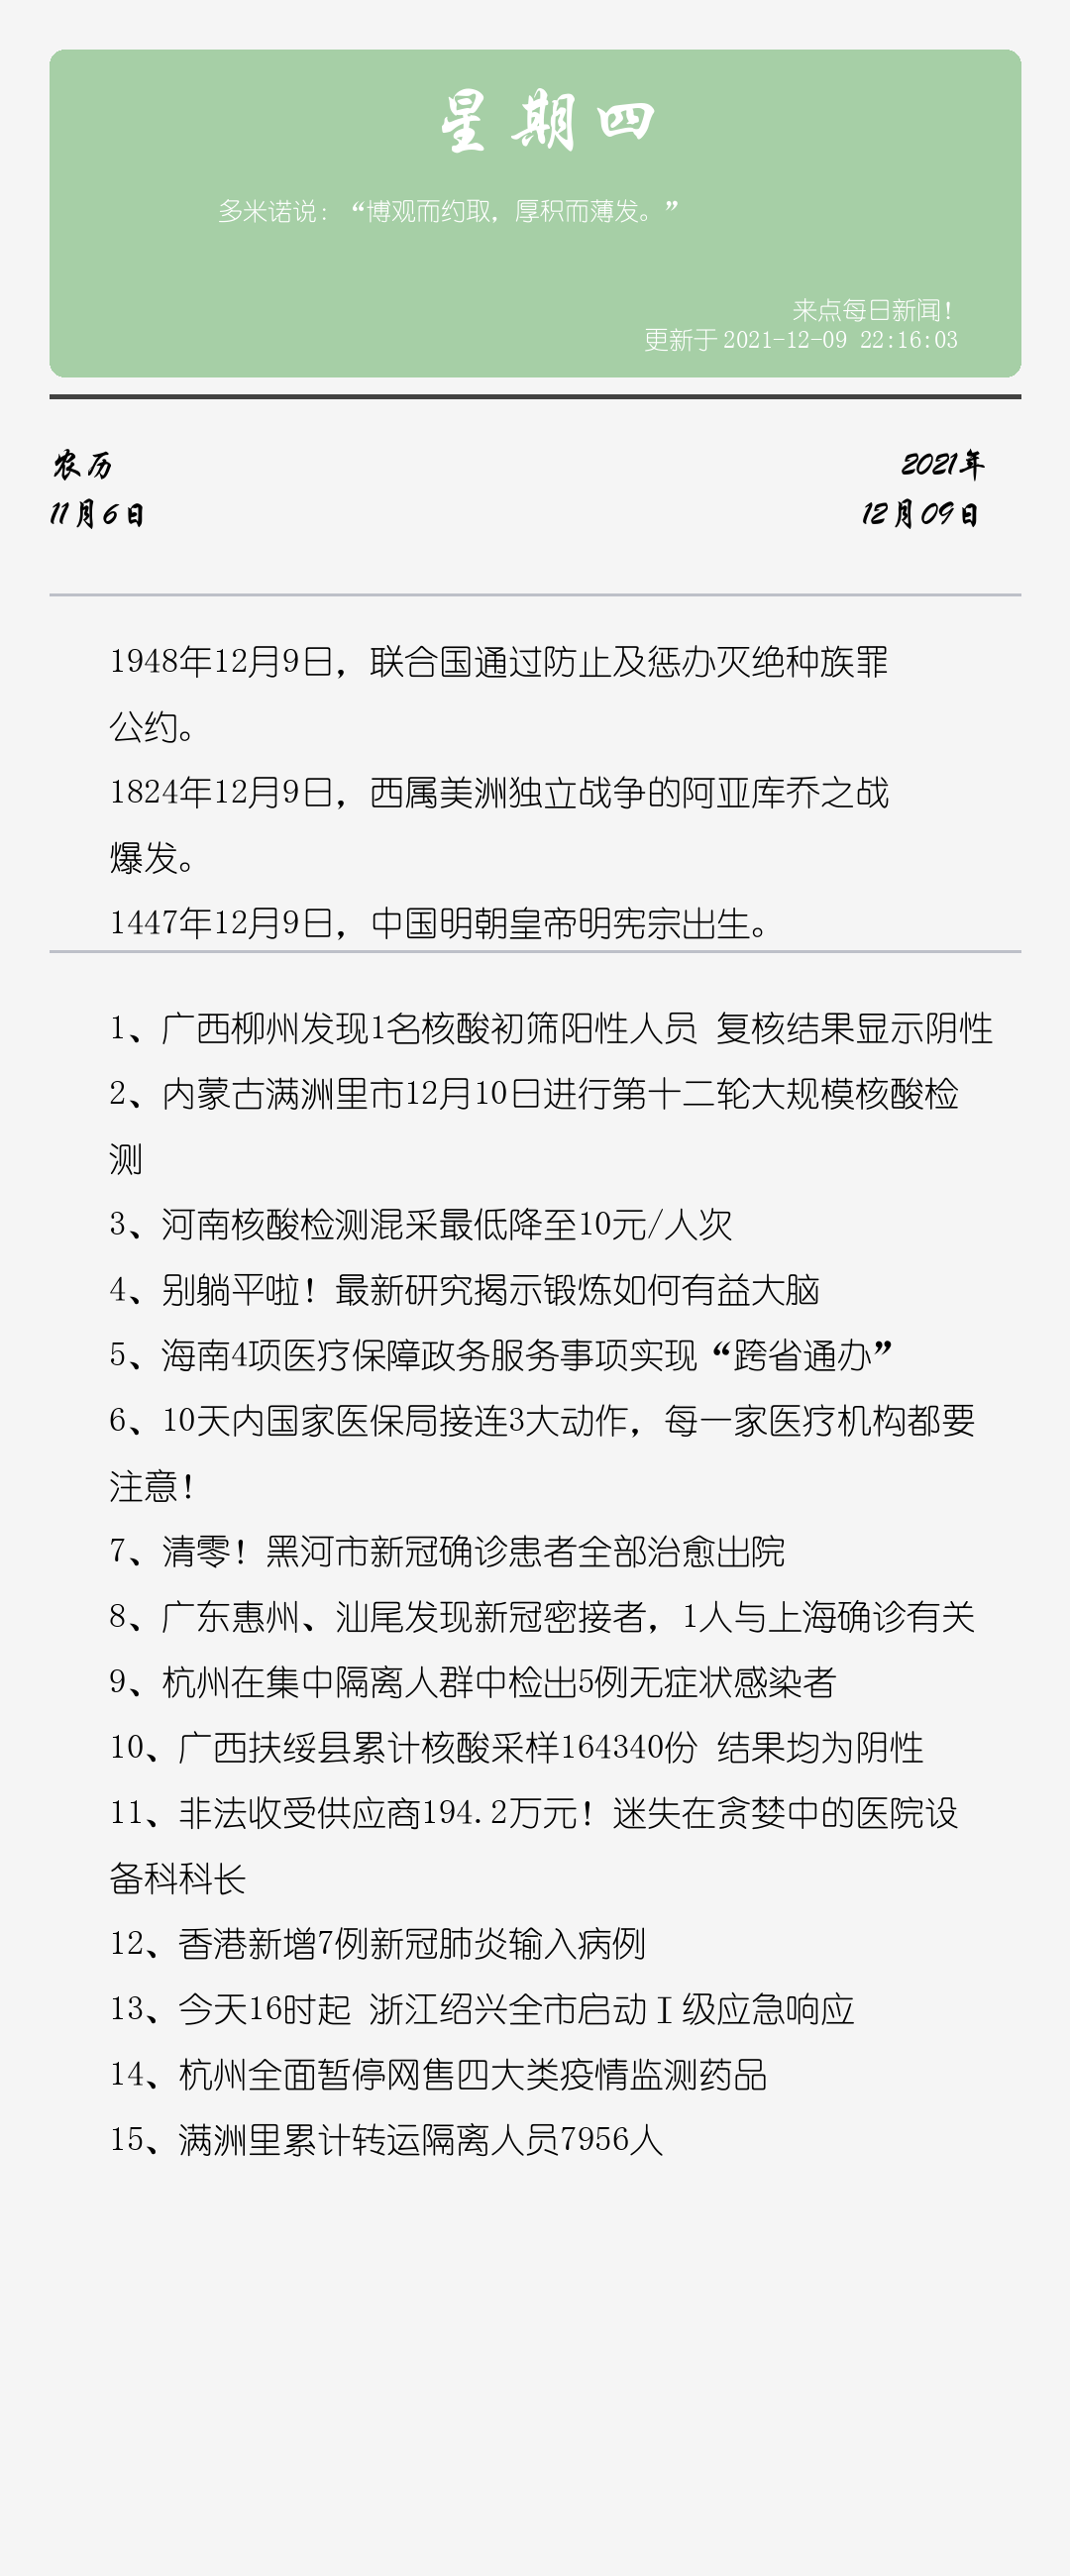 星期四
多米诺说：“博观而约取，厚积而薄发。”
来点每日新闻！
更新于2021-12-09 22:16:03
农历
2021年
11月6日
12月09日
1948年12月9日，联合国通过防止及惩办灭绝种族罪
公约。
1824年12月9日，西属美洲独立战争的阿亚库乔之战
爆发。
1447年12月9日，中国明朝皇帝明宪宗出生。
1、广西柳州发现1名核酸初筛阳性人员 复核结果显示阴性
2、内蒙古满洲里市12月10日进行第十二轮大规模核酸检
测
3、河南核酸检测混采最低降至10元/人次
4、别躺平啦！最新研究揭示锻炼如何有益大脑
5、海南4项医疗保障政务服务事项实现“跨省通办”
6、10天内国家医保局接连3大动作，每一家医疗机构都要
注意！
7、清零！黑河市新冠确诊患者全部治愈出院
8、广东惠州、汕尾发现新冠密接者，1人与上海确诊有关
9、杭州在集中隔离人群中检出5例无症状感染者
10、广西扶绥县累计核酸采样164340份 结果均为阴性
11、非法收受供应商194.2万元！迷失在贪婪中的医院设
备科科长
12、香港新增7例新冠肺炎输入病例
13、今天16时起 浙江绍兴全市启动Ⅰ级应急响应
14、杭州全面暂停网售四大类疫情监测药品
15、满洲里累计转运隔离人员7956人